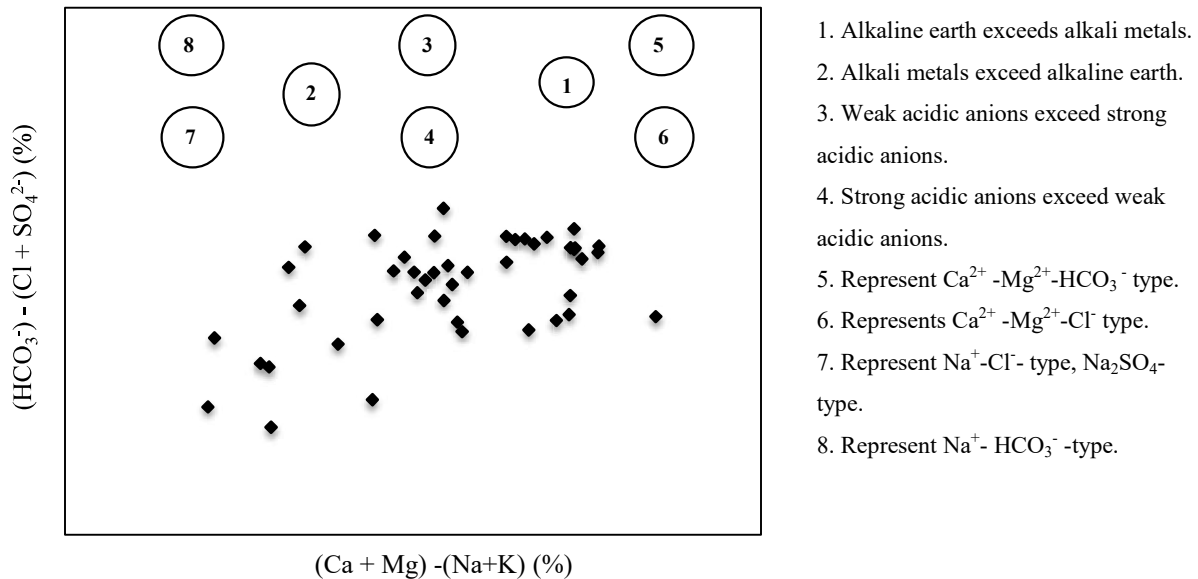 8
3
5
2
1
7
4
6
(HCO₃⁻) - (Cl + SO₄²⁻) (%)
(Ca + Mg) -(Na+K) (%)
1. Alkaline earth exceeds alkali metals.
2. Alkali metals exceed alkaline earth.
3. Weak acidic anions exceed strong
acidic anions.
4. Strong acidic anions exceed weak
acidic anions.
5. Represent Ca²⁺ -Mg²⁺-HCO₃⁻ type.
6. Represents Ca²⁺ -Mg²⁺-Cl⁻ type.
7. Represent Na⁺-Cl⁻- type, Na₂SO₄-
type.
8. Represent Na⁺- HCO₃⁻ -type.